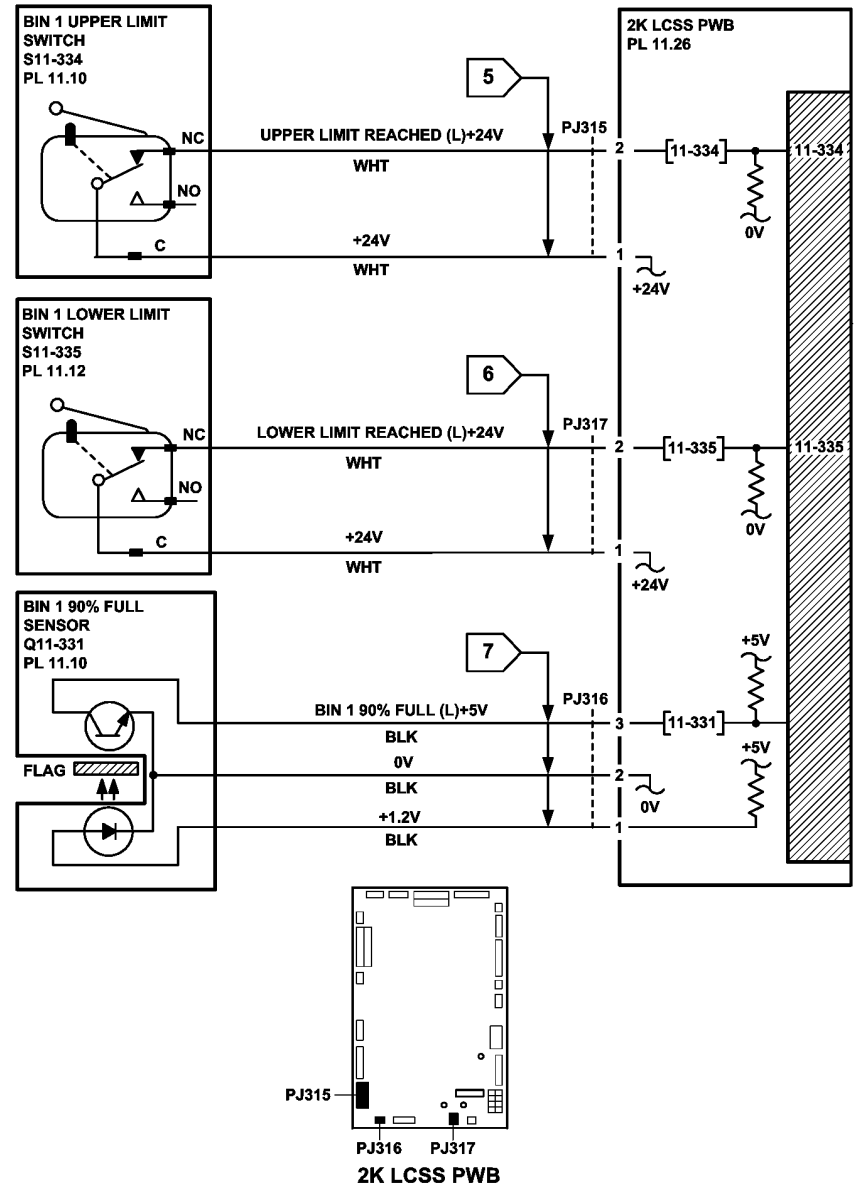 BIN 1 UPPER LIMIT
SWITCH
S11-334
PL 11.10
NC
NO
C
UPPER LIMIT REACHED (L)+24V
WHT
+24V
WHT
5
PJ315
2
1
2K LCSS PWB
PL 11.26
11-334
11-334
0V
+24V
BIN 1 LOWER LIMIT
SWITCH
S11-335
PL 11.12
NC
NO
C
LOWER LIMIT REACHED (L)+24V
WHT
+24V
WHT
6
PJ317
2
1
11-335
11-335
0V
+24V
BIN 1 90% FULL
SENSOR
Q11-331
PL 11.10
FLAG
BIN 1 90% FULL (L)+5V
BLK
0V
BLK
+1.2V
BLK
7
PJ316
3
2
1
11-331
+5V
+5V
0V
PJ315
PJ316
PJ317
2K LCSS PWB